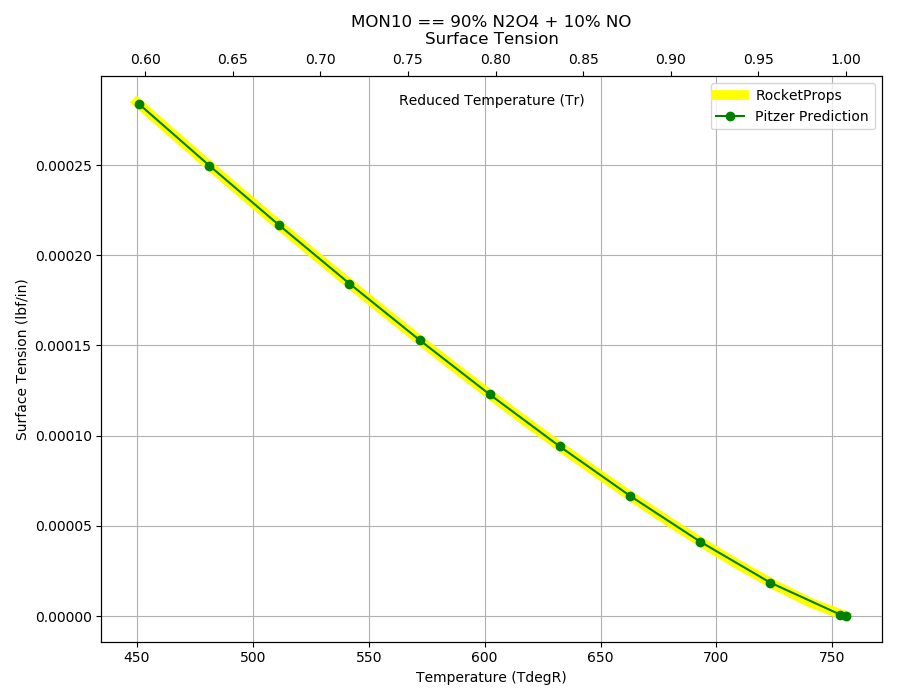 MON10 == 90% N2O4 + 10% NO
Surface Tension
0.60 0.65 0.70 0.75 0.80 0.85 0.90 0.95 1.00
Reduced Temperature (Tr)
RocketProps
Pitzer Prediction
Surface Tension (lbf/in)
0.00025
0.00020
0.00015
0.00010
0.00005
0.00000
450 500 550 600 650 700 750
Temperature (TdegR)